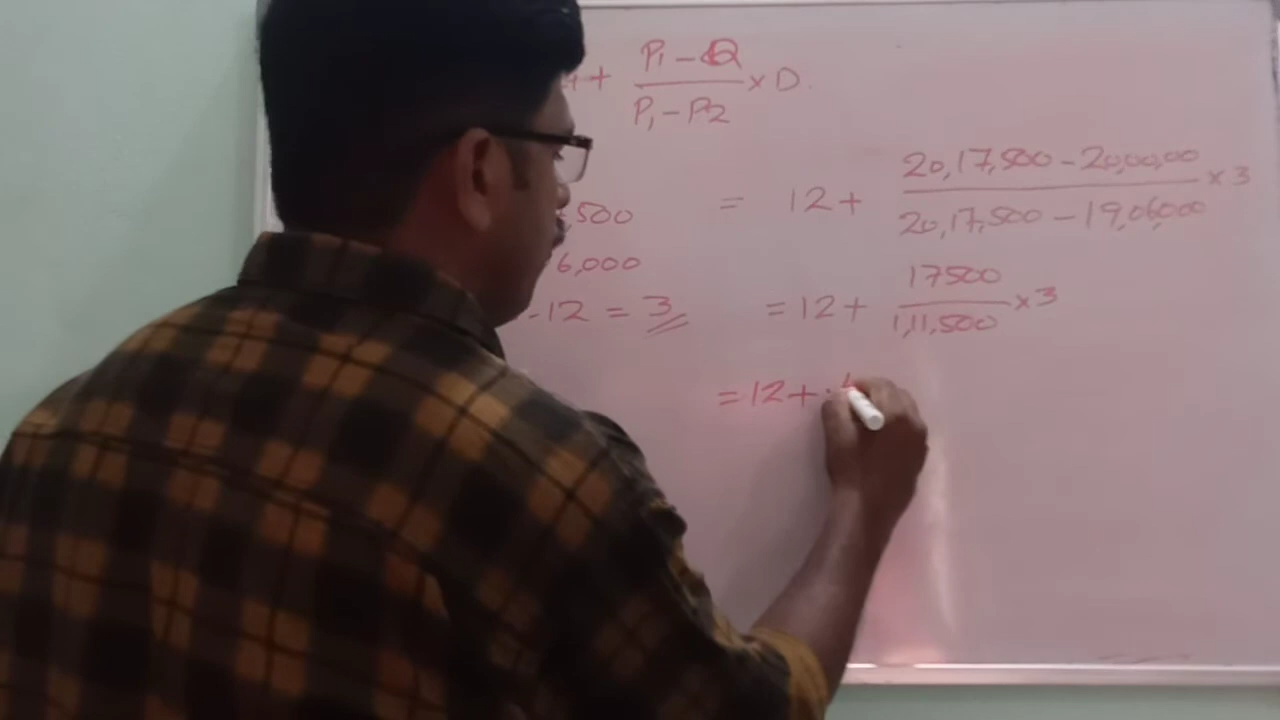 + P1 - Q / P1 - P2 × D.
,500
= 12 + 20,17,500 - 20,00,00 / 20,17,500 - 19,06,000 × 3
6,000
-12 = 3
= 12 + 17500 / 1,11,500 × 3
= 12 + .